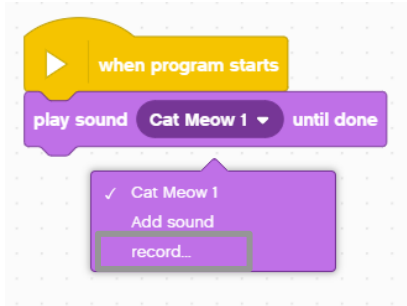 when program starts
play sound Cat Meow 1 until done
✓ Cat Meow 1
Add sound
record...